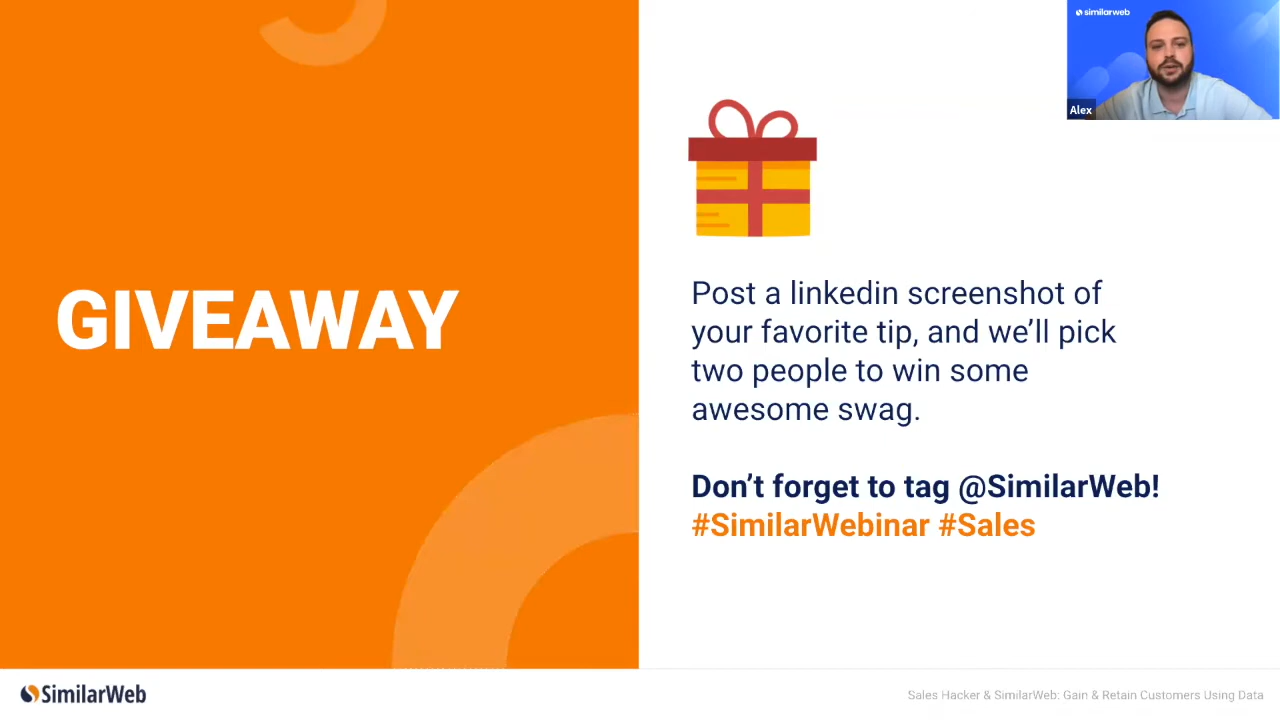 similarweb
Alex
GIVEAWAY
Post a linkedin screenshot of
your favorite tip, and we’ll pick
two people to win some
awesome swag.
Don’t forget to tag @SimilarWeb!
#SimilarWebinar #Sales
SimilarWeb
Sales Hacker & SimilarWeb: Gain & Retain Customers Using Data